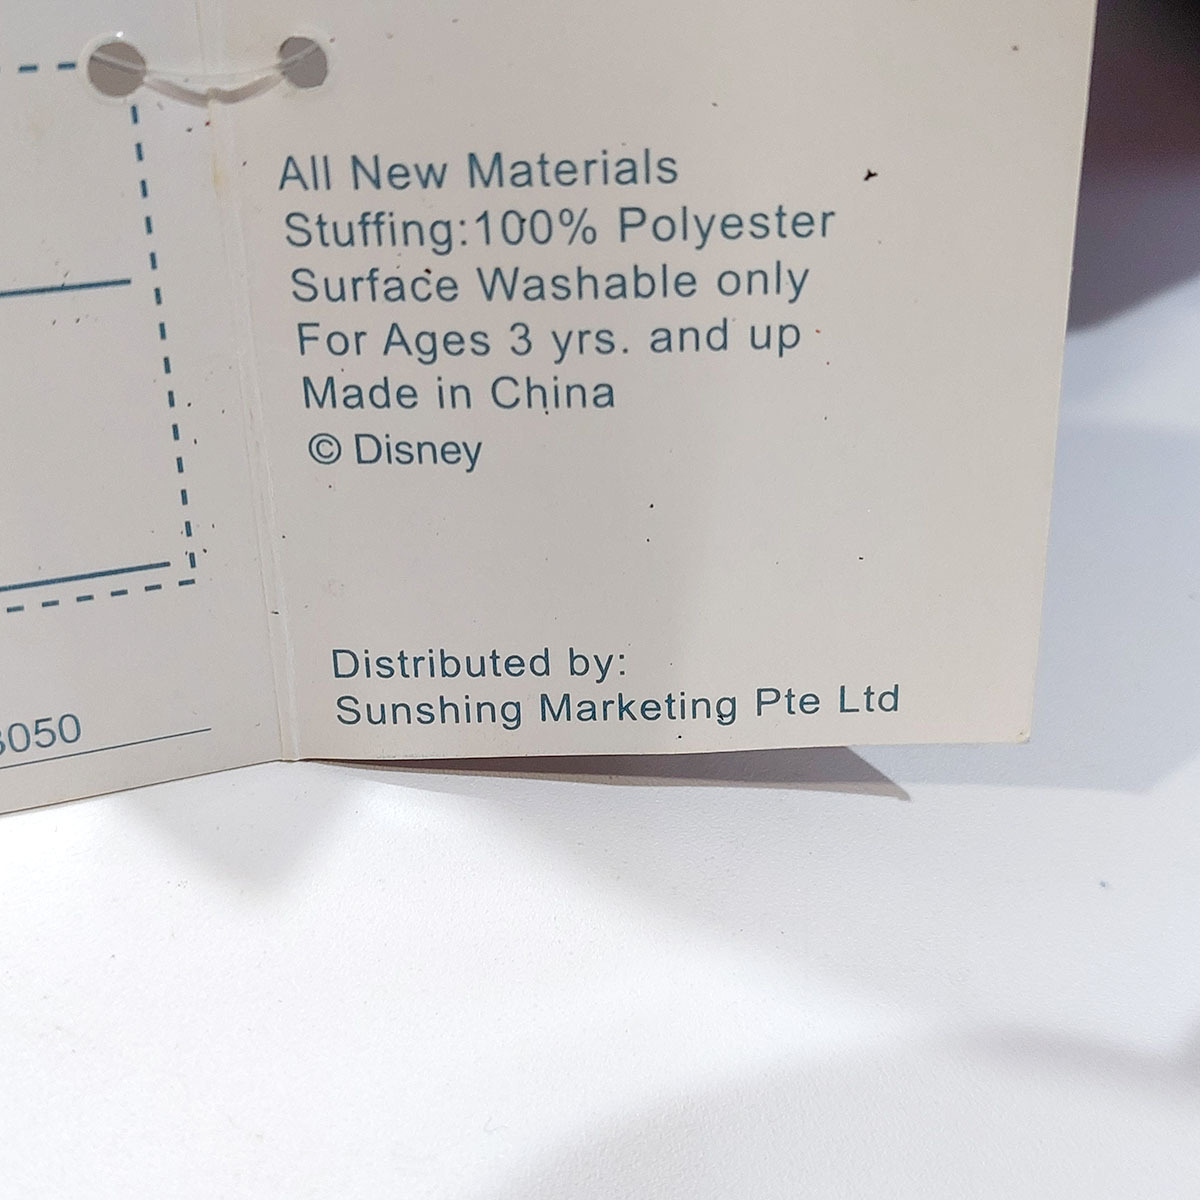 All New Materials
Stuffing:100% Polyester
Surface Washable only
For Ages 3 yrs. and up
Made in China
© Disney
Distributed by:
Sunshing Marketing Pte Ltd